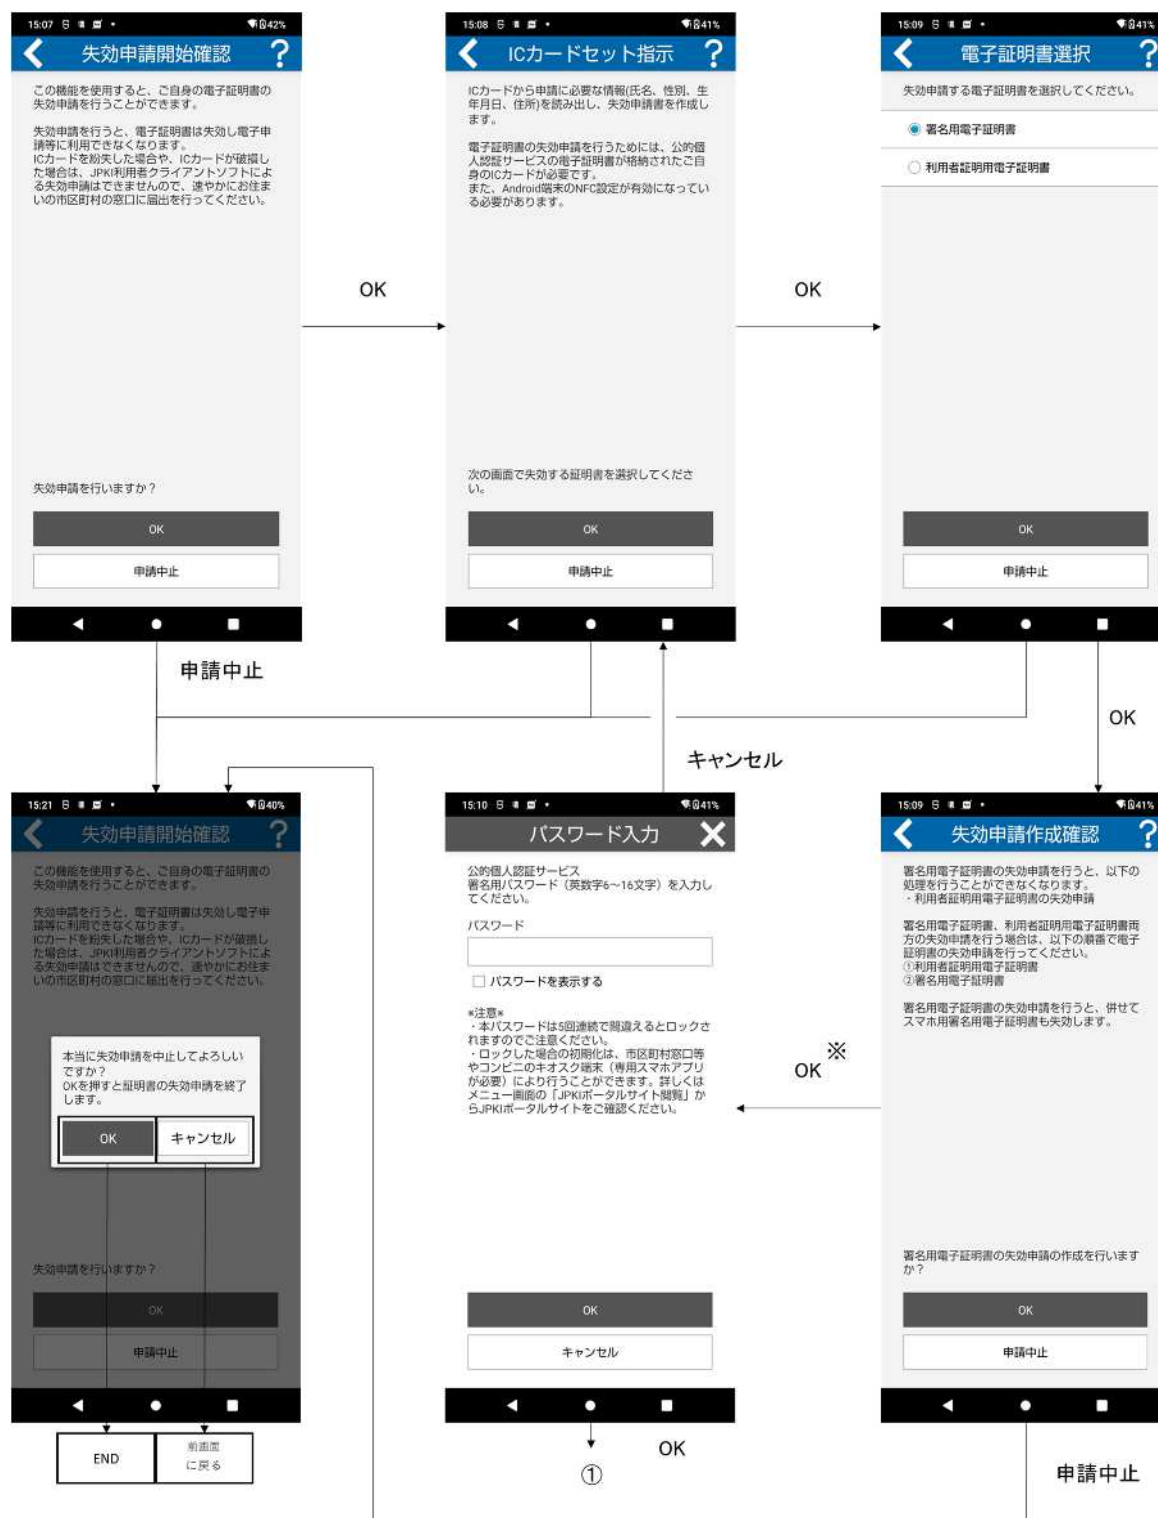 15:07
42%
失効申請開始確認
?
この機能を使用すると、ご自身の電子証明書の
失効申請を行うことができます。
失効申請を行うと、電子証明書は失効し電子申
請等に利用できなくなります。
ICカードを紛失した場合や、ICカードが破損し
た場合は、JPKI利用者クライアントソフトによ
る失効申請はできませんので、速やかにお住ま
いの市区町村の窓口に届出を行ってください。
失効申請を行いますか？
OK
申請中止
OK
15:08
41%
ICカードセット指示
?
ICカードから申請に必要な情報(氏名、性別、生
年月日、住所)を読み出し、失効申請書を作成し
ます。
電子証明書の失効申請を行うためには、公的個
人認証サービスの電子証明書が格納されたご自
身のICカードが必要です。
また、Android端末のNFC設定が有効になってい
る必要があります。
次の画面で失効する証明書を選択してくださ
い。
OK
申請中止
OK
15:09
41%
電子証明書選択
?
失効申請する電子証明書を選択してください。
署名用電子証明書
利用者証明用電子証明書
OK
申請中止
申請中止
キャンセル
OK
15:21
40%
失効申請開始確認
?
この機能を使用すると、ご自身の電子証明書の
失効申請を行うことができます。
失効申請を行うと、電子証明書は失効し電子申
請等に利用できなくなります。
ICカードを紛失した場合や、ICカードが破損し
た場合は、JPKI利用者クライアントソフトによ
る失効申請はできませんので、速やかにお住ま
いの市区町村の窓口に届出を行ってください。
本当に失効申請を中止してよろしい
ですか？
OKを押すと証明書の失効申請を終了
します。
OK
キャンセル
失効申請を行いますか？
OK
申請中止
END
前画面
に戻る
15:10
41%
パスワード入力
公的個人認証サービス
署名用パスワード（英数字6～16文字）を入力し
てください。
パスワード
パスワードを表示する
*注意*
・本パスワードは5回連続で間違えるとロックさ
れますのでご注意ください。
・ロックした場合の初期化は、市区町村窓口等
やコンビニのキオスク端末（専用スマホアプリ
が必要）により行うことができます。詳しくは
メニュー画面の「JPKIポータルサイト閲覧」か
らJPKIポータルサイトをご確認ください。
OK
キャンセル
OK
①
OK ※
15:09
41%
失効申請作成確認
?
署名用電子証明書の失効申請を行うと、以下の
処理を行うことができなくなります。
・利用者証明用電子証明書の失効申請
署名用電子証明書、利用者証明用電子証明書両
方の失効申請を行う場合は、以下の順番で電子
証明書の失効申請を行ってください。
①利用者証明用電子証明書
②署名用電子証明書
署名用電子証明書の失効申請を行うと、併せて
スマホ用署名用電子証明書も失効します。
署名用電子証明書の失効申請の作成を行います
か？
OK
申請中止
申請中止